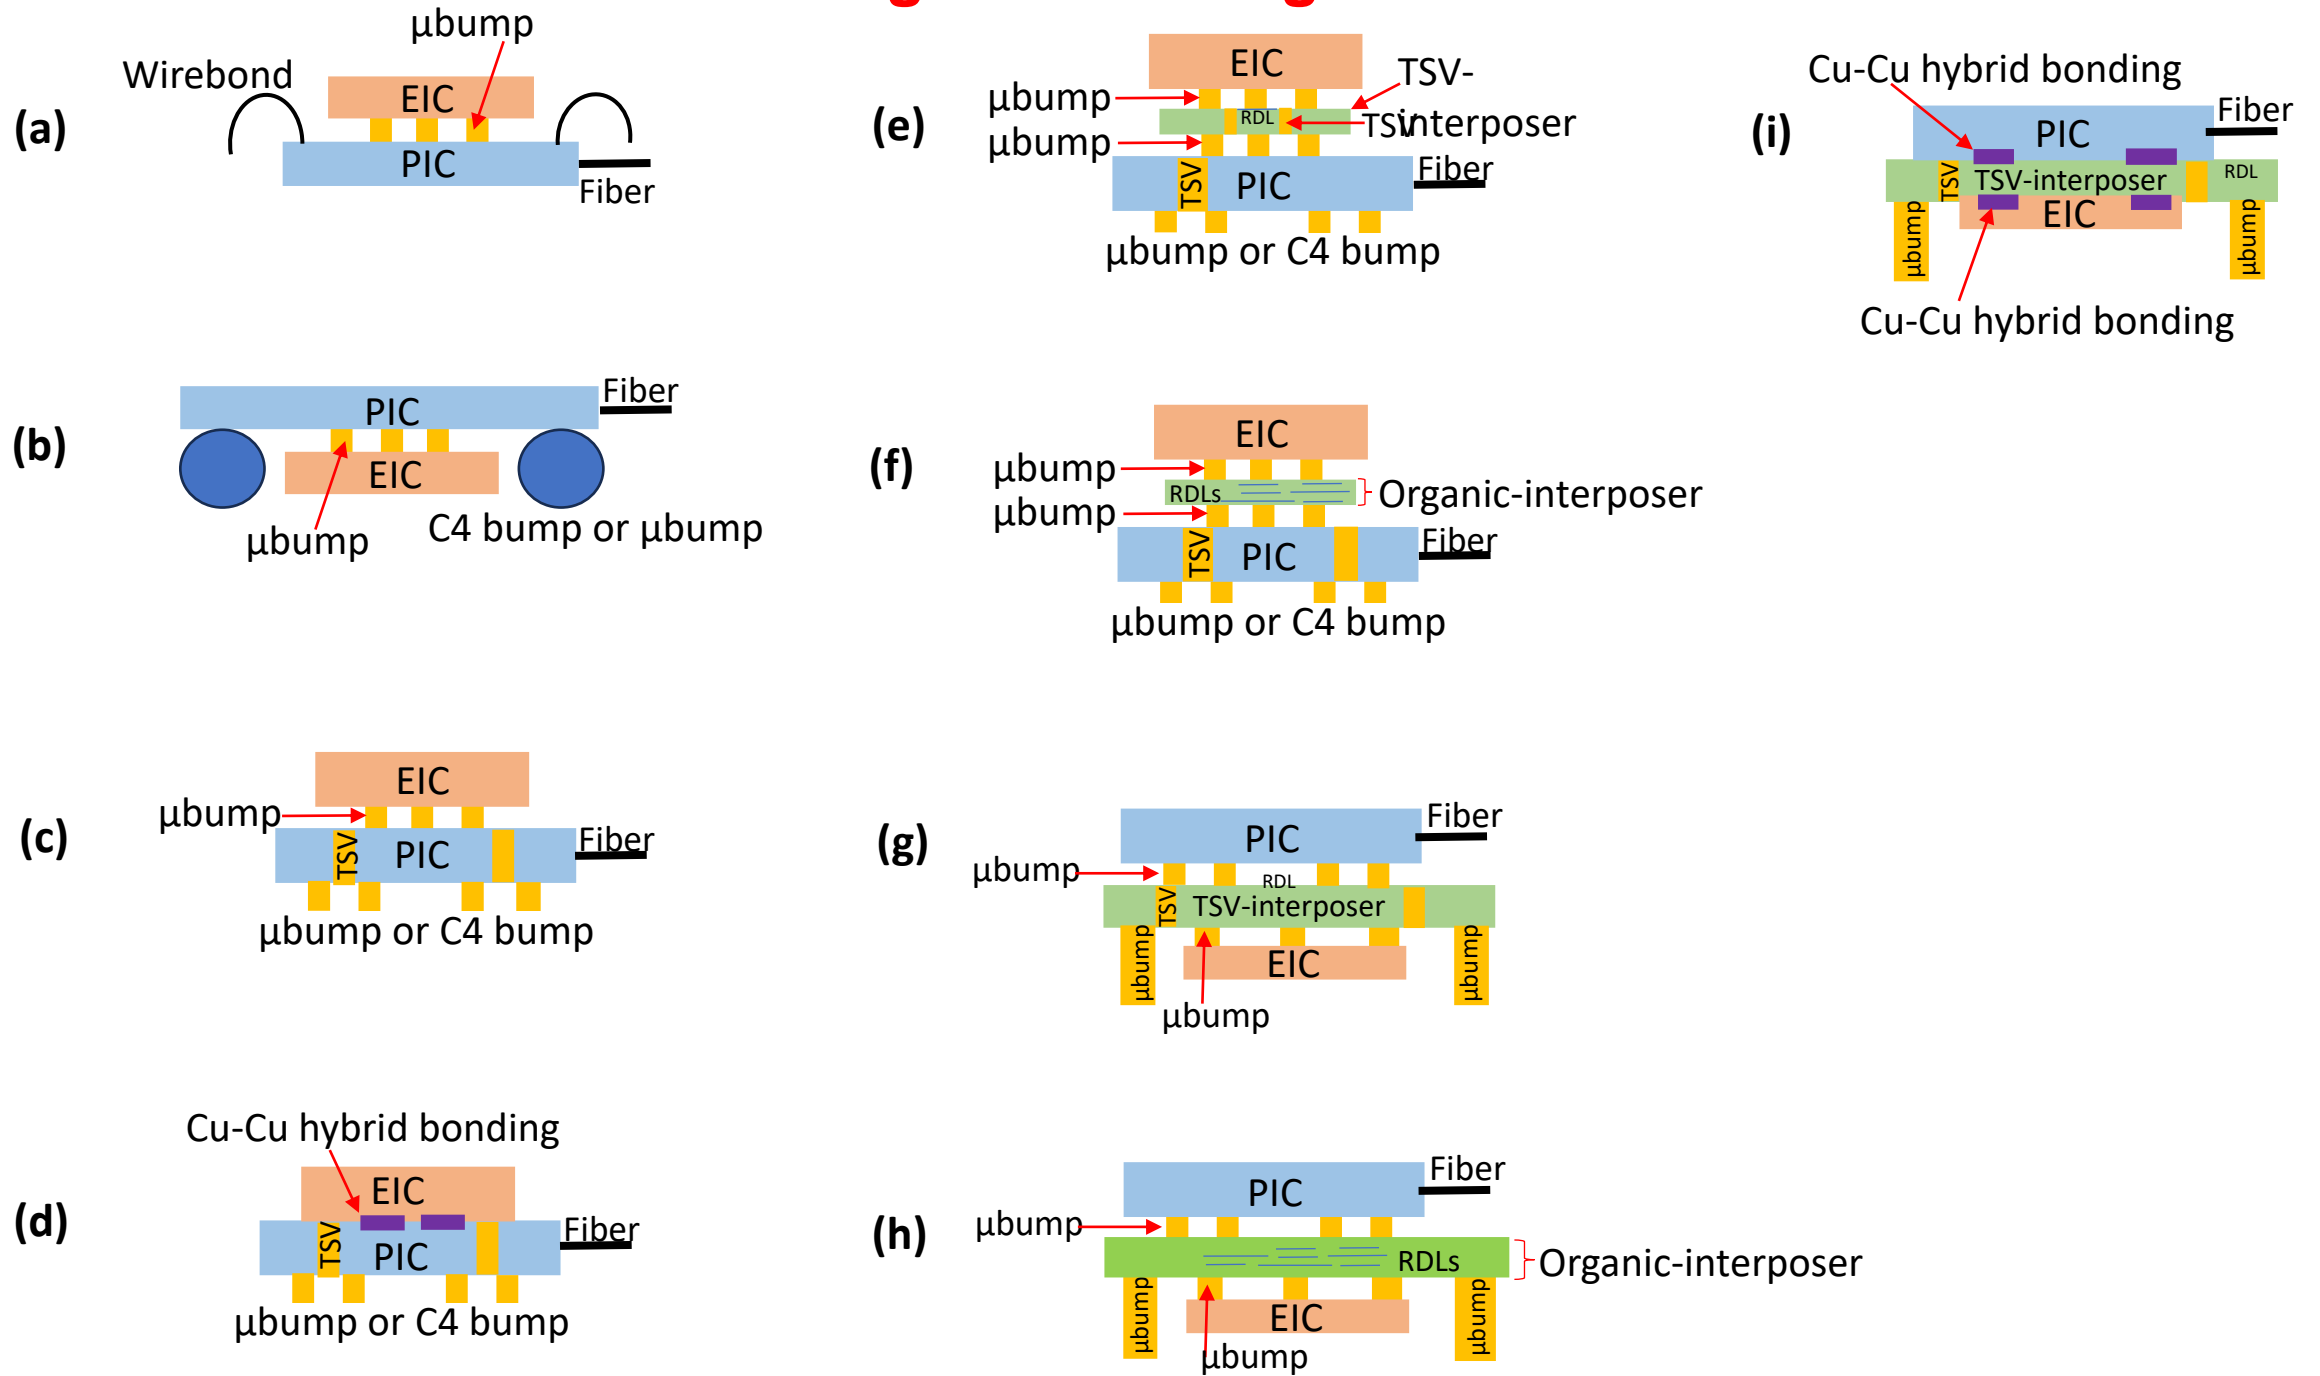 (a)
µbump
Wirebond
EIC
PIC
Fiber
(b)
PIC
Fiber
EIC
µbump
C4 bump or µbump
(c)
EIC
µbump
TSV
PIC
Fiber
µbump or C4 bump
(d)
Cu-Cu hybrid bonding
EIC
TSV
PIC
Fiber
µbump or C4 bump
(e)
EIC
TSV-
interposer
µbump
RDL
TSV
µbump
TSV
PIC
Fiber
µbump or C4 bump
(f)
EIC
µbump
RDLs
Organic-interposer
µbump
TSV
PIC
Fiber
µbump or C4 bump
(g)
PIC
Fiber
µbump
RDL
TSV
TSV-interposer
µbump
EIC
µbump
µbump
(h)
PIC
Fiber
µbump
RDLs
Organic-interposer
µbump
EIC
µbump
µbump
(i)
Cu-Cu hybrid bonding
PIC
Fiber
TSV
TSV-interposer
RDL
µbump
EIC
µbump
Cu-Cu hybrid bonding